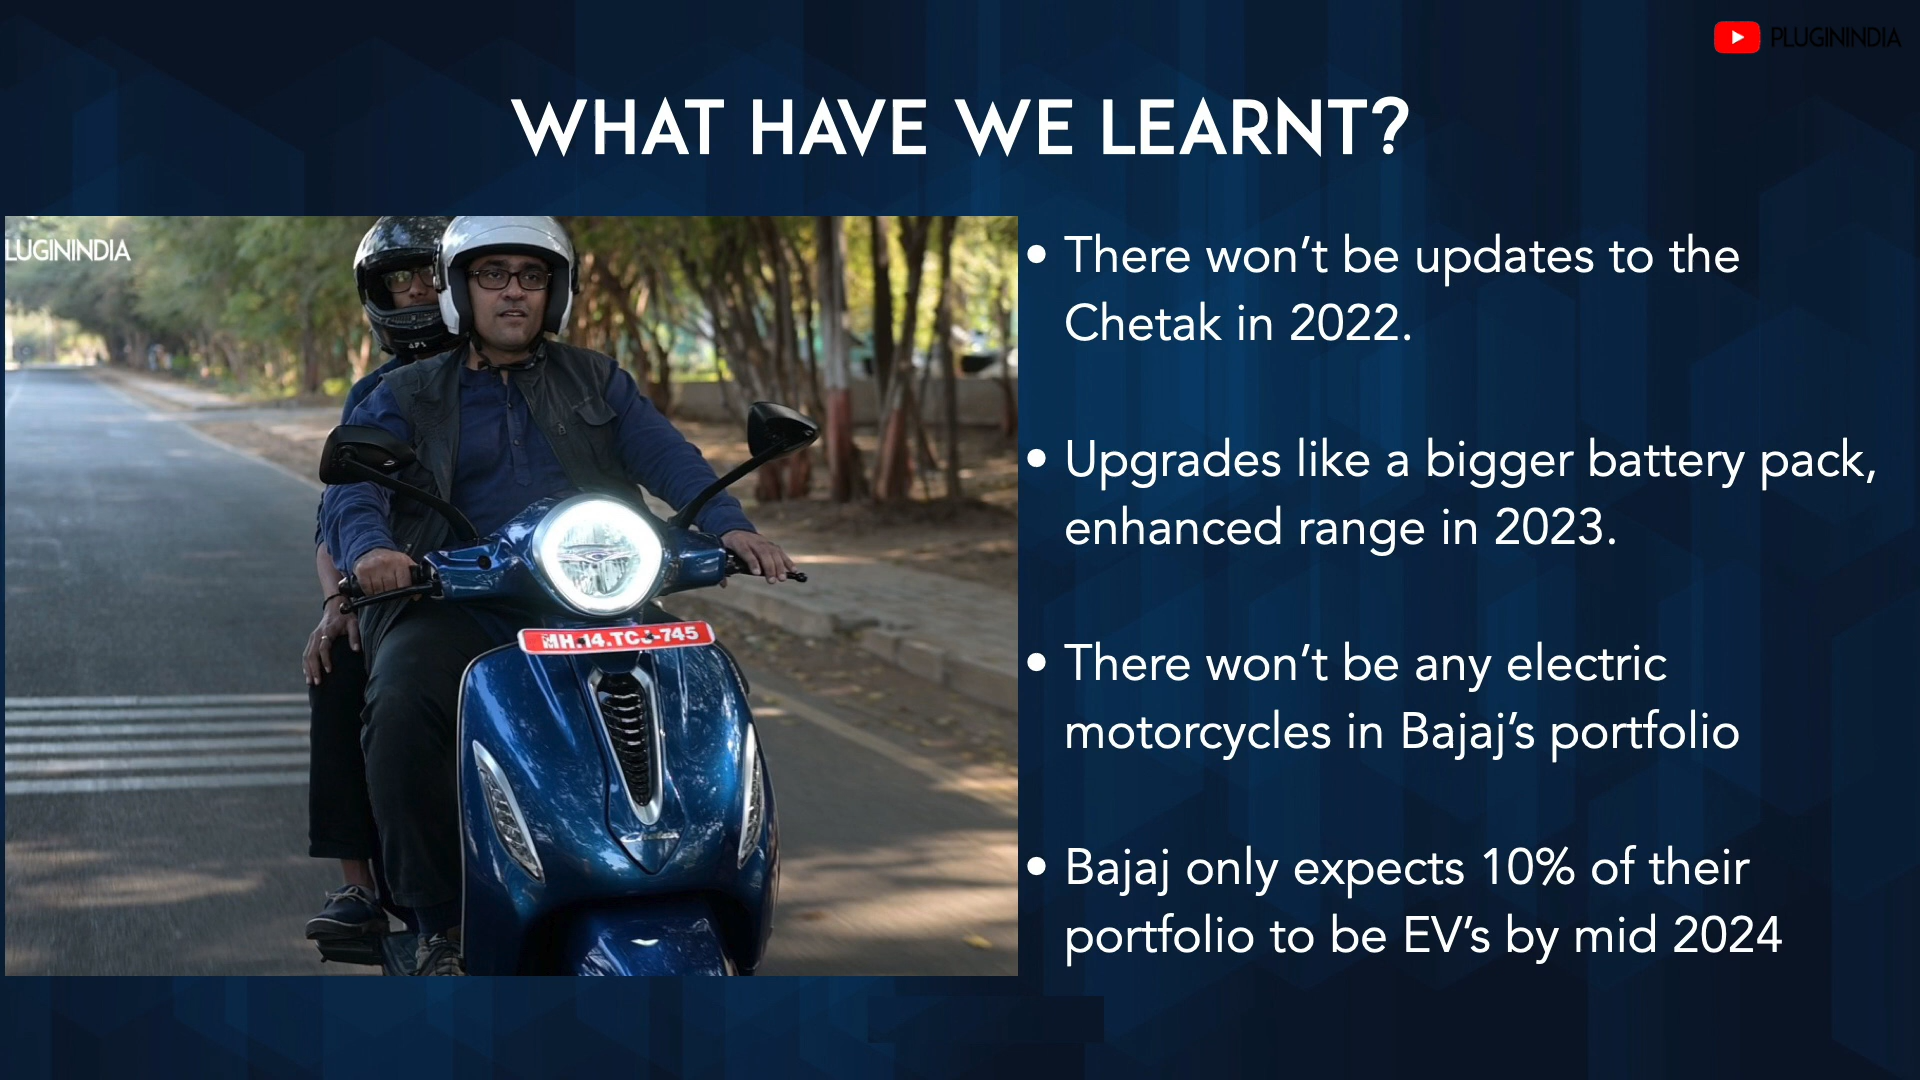 PLUGININDIA
WHAT HAVE WE LEARNT?
LUGININDIA
• There won’t be updates to the
Chetak in 2022.
• Upgrades like a bigger battery pack,
enhanced range in 2023.
• There won’t be any electric
motorcycles in Bajaj’s portfolio
• Bajaj only expects 10% of their
portfolio to be EV’s by mid 2024